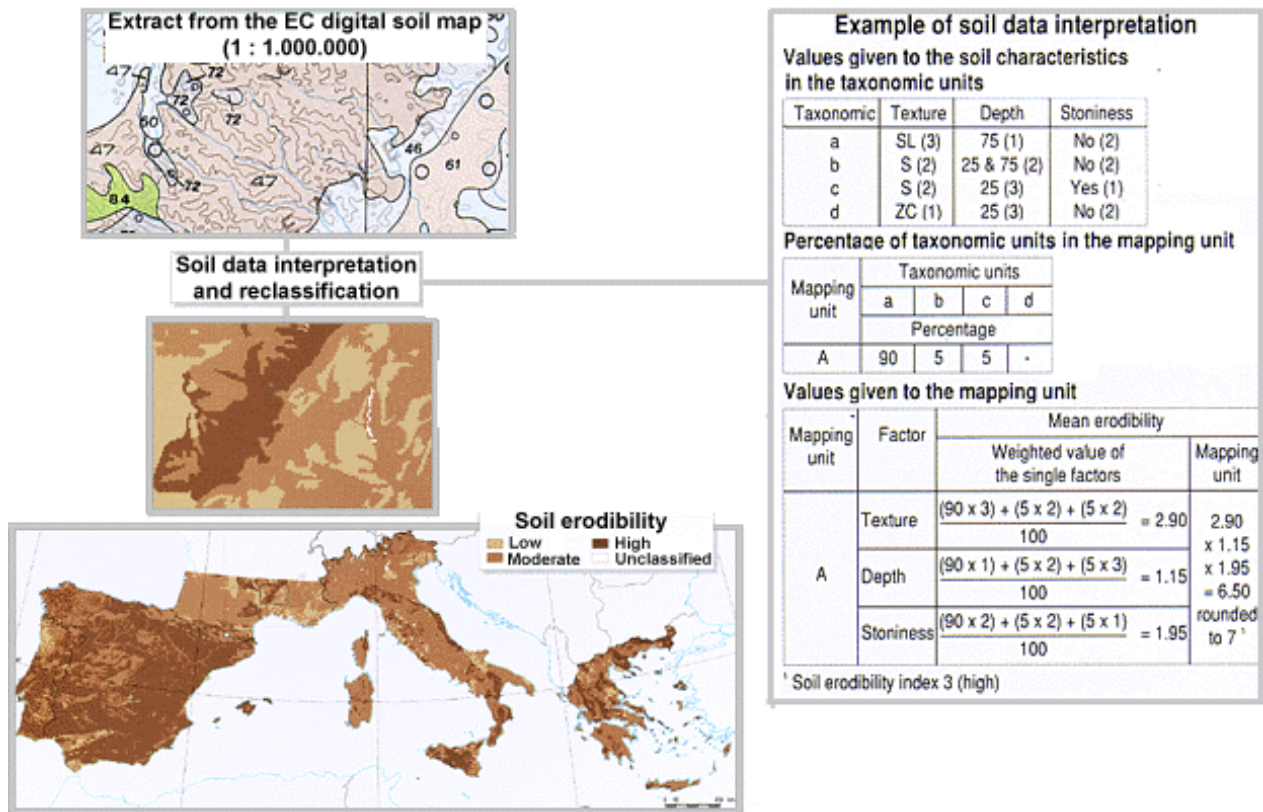 Extract from the EC digital soil map
(1 : 1.000.000)
47
72
72
72
60
46
47
61
72
47
84
Soil data interpretation
and reclassification
Soil erodibility
Low High
Moderate Unclassified
Example of soil data interpretation
Values given to the soil characteristics
in the taxonomic units
Taxonomic Texture Depth Stoniness
a SL (3) 75 (1) No (2)
b S (2) 25 & 75 (2) No (2)
c S (2) 25 (3) Yes (1)
d ZC (1) 25 (3) No (2)
Percentage of taxonomic units in the mapping unit
Mapping
unit
Taxonomic units
a b c d
Percentage
A 90 5 5 -
Values given to the mapping unit
Mapping
unit
Factor
Mean erodibility
Weighted value of
the single factors
Mapping
unit
A
Texture (90 x 3) + (5 x 2) + (5 x 2)
100
= 2.90
Depth (90 x 1) + (5 x 2) + (5 x 3)
100
= 1.15
Stoniness (90 x 2) + (5 x 2) + (5 x 1)
100
= 1.95
2.90
x 1.15
x 1.95
= 6.50
rounded
to 7 ¹
¹ Soil erodibility index 3 (high)